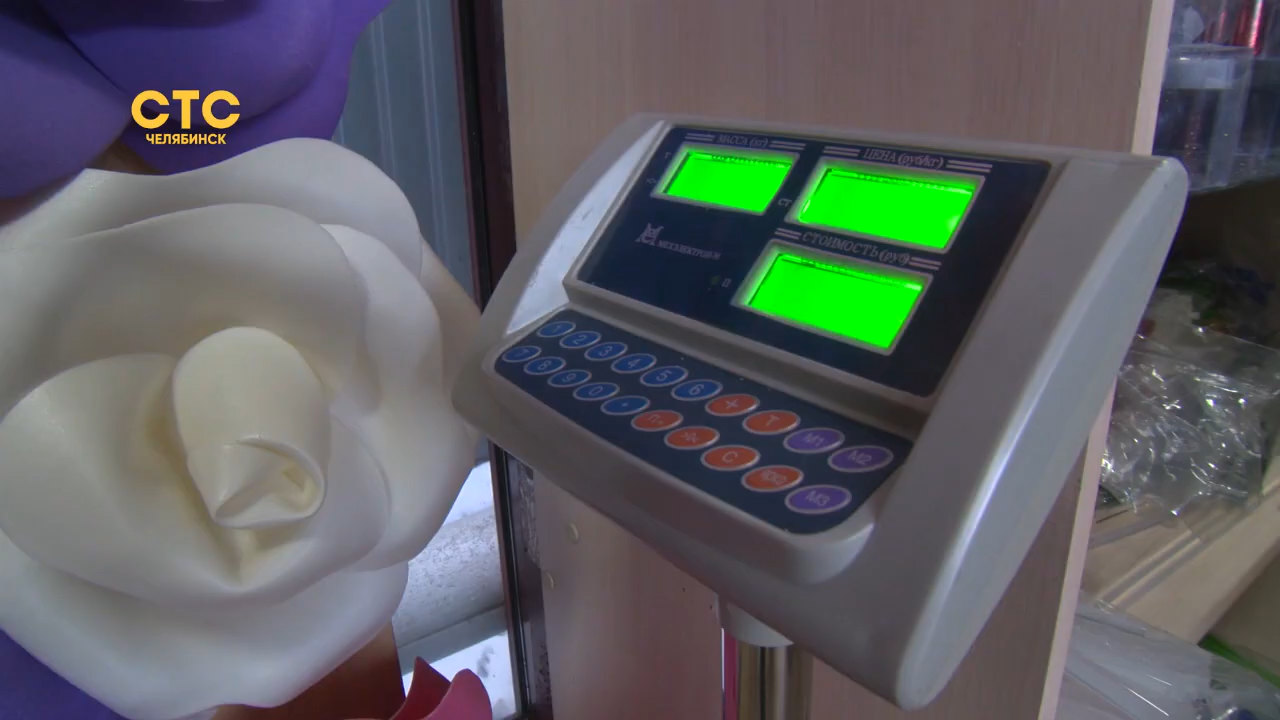 СТС
ЧЕЛЯБИНСК
МАССА (кг)
ЦЕНА (руб/кг)
СТОИМОСТЬ (руб)
МЕХЭЛЕКТРОН-М
1 2 3 4 5 6 + T M1 M2
7 8 9 0 • C M3